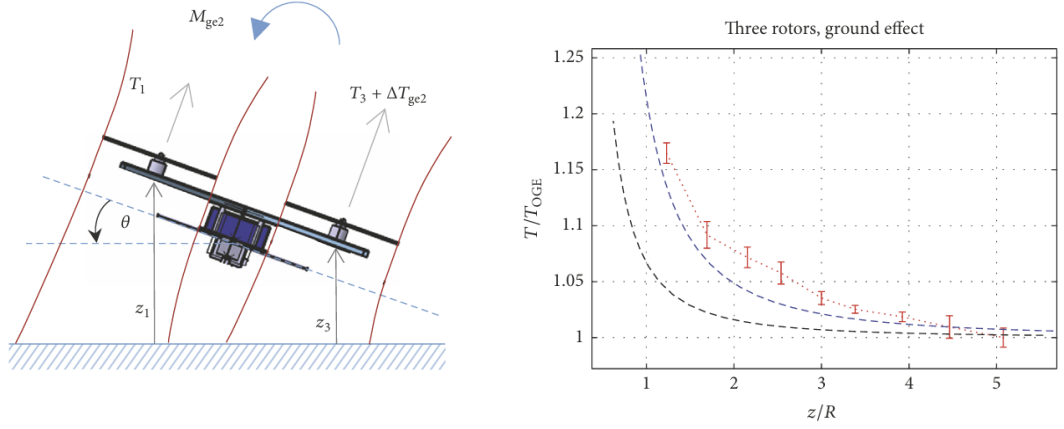 M_ge2
T_1
T_3 + ΔT_ge2
θ
z_1
z_3
Three rotors, ground effect
1.25
1.2
1.15
1.1
1.05
1
T/T_OGE
1 2 3 4 5
z/R